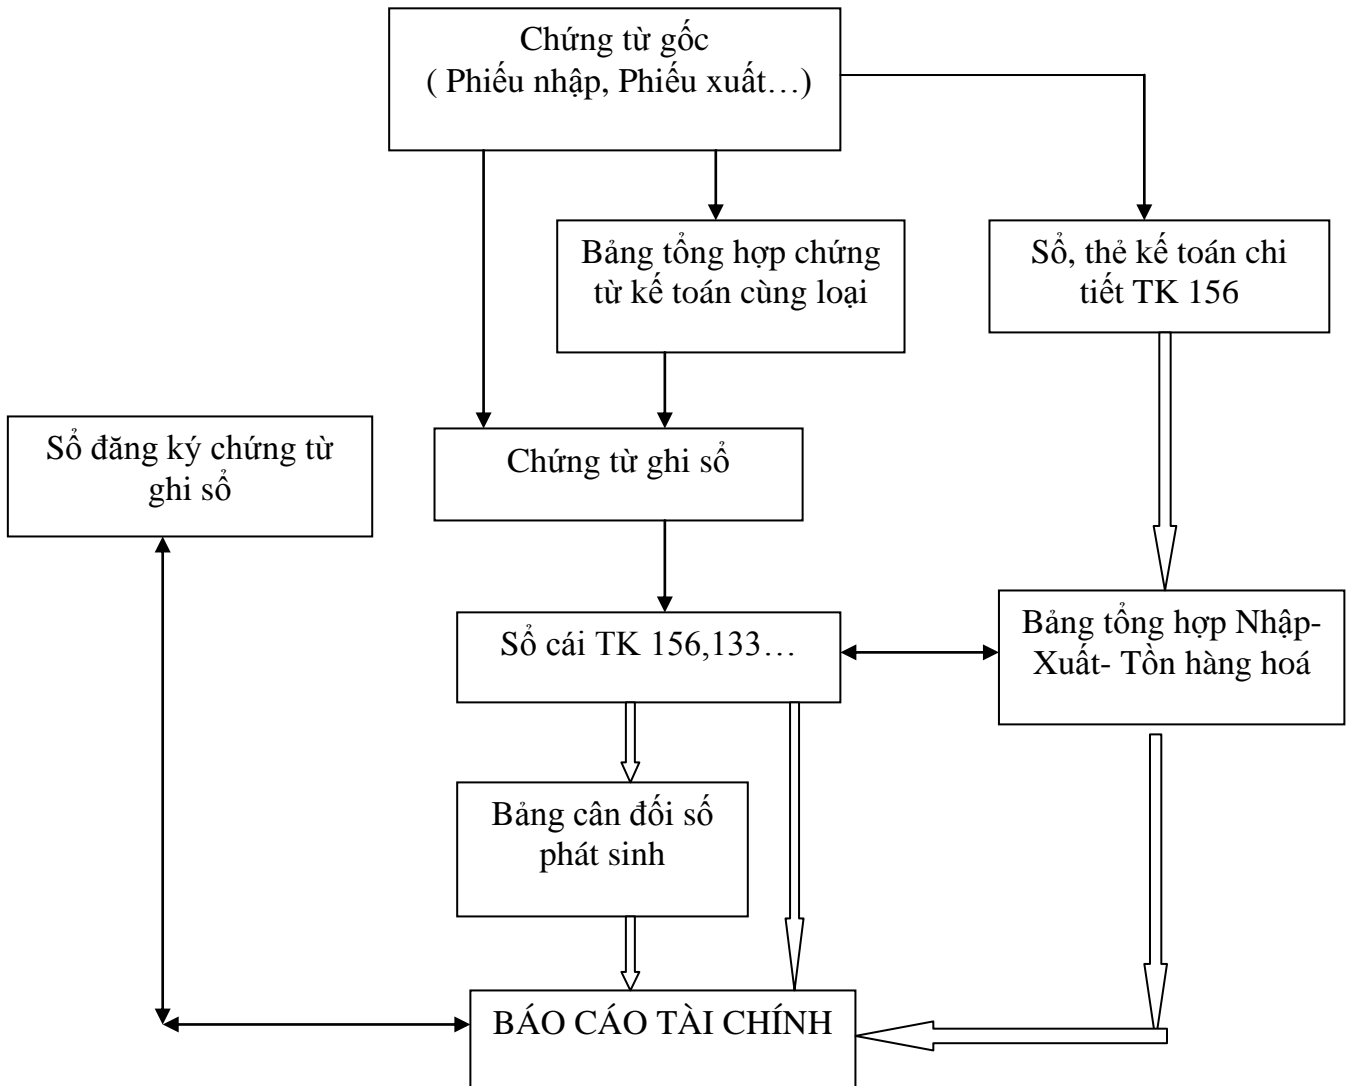 Chứng từ gốc
( Phiếu nhập, Phiếu xuất…)
Bảng tổng hợp chứng
từ kế toán cùng loại
Sổ, thẻ kế toán chi
tiết TK 156
Sổ đăng ký chứng từ
ghi sổ
Chứng từ ghi sổ
Sổ cái TK 156,133…
Bảng tổng hợp Nhập-
Xuất- Tồn hàng hoá
Bảng cân đối số
phát sinh
BÁO CÁO TÀI CHÍNH